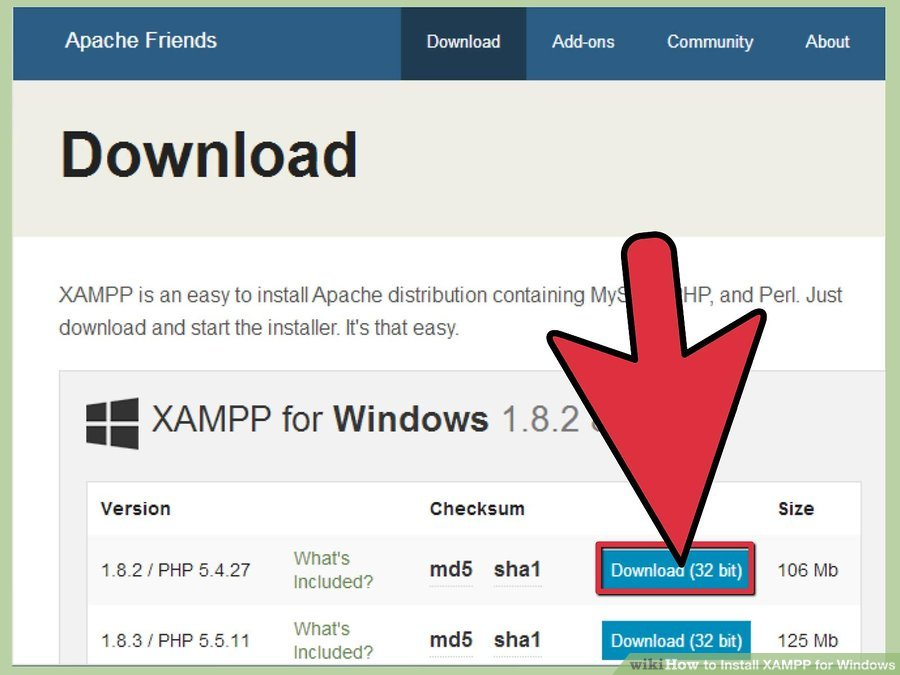 Apache Friends Download Add-ons Community About
Download
XAMPP is an easy to install Apache distribution containing PHP, and Perl. Just
download and start the installer. It's that easy.
XAMPP for Windows 1.8.2
Version Checksum Size
1.8.2 / PHP 5.4.27 What's Included? md5 sha1 Download (32 bit) 106 Mb
1.8.3 / PHP 5.5.11 What's Included? md5 sha1 Download (32 bit) 125 Mb
wikiHow to Install XAMPP for Windows